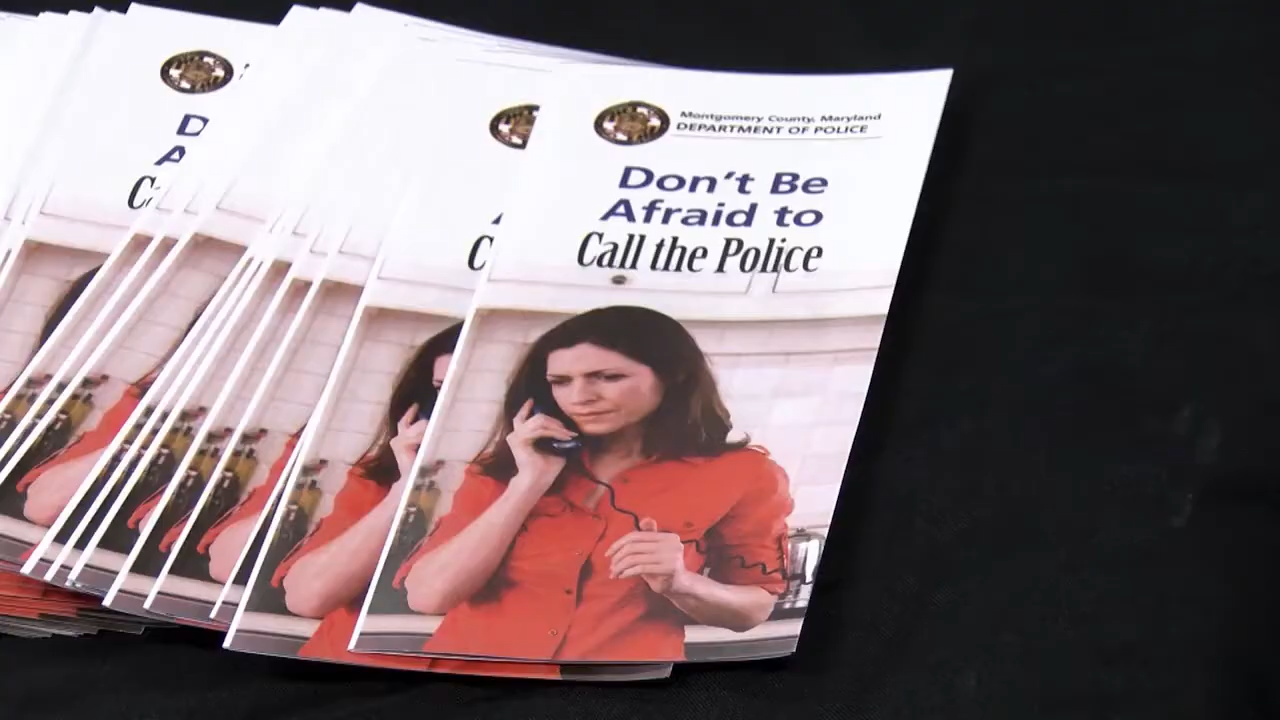 Montgomery County, Maryland
DEPARTMENT OF POLICE
Don't Be
Afraid to
Call the Police